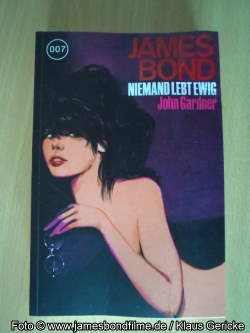 007
JAMES
BOND
NIEMAND LEBT EWIG
John Gardner
Foto © www.jamesbondfilme.de / Klaus Gericke